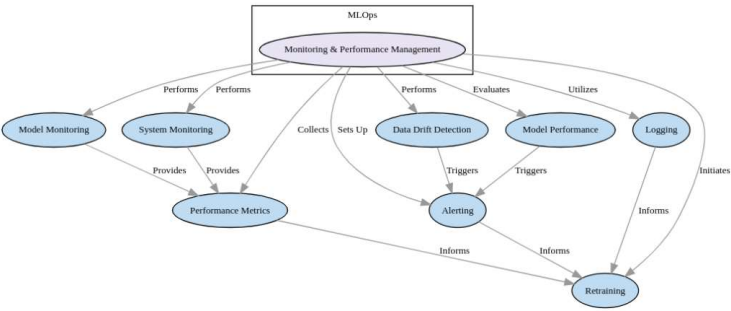 MLOps
Monitoring & Performance Management
Performs
Performs
Performs
Evaluates
Utilizes
Model Monitoring
System Monitoring
Collects
Sets Up
Data Drift Detection
Model Performance
Logging
Provides
Provides
Triggers
Triggers
Initiates
Performance Metrics
Alerting
Informs
Informs
Informs
Retraining